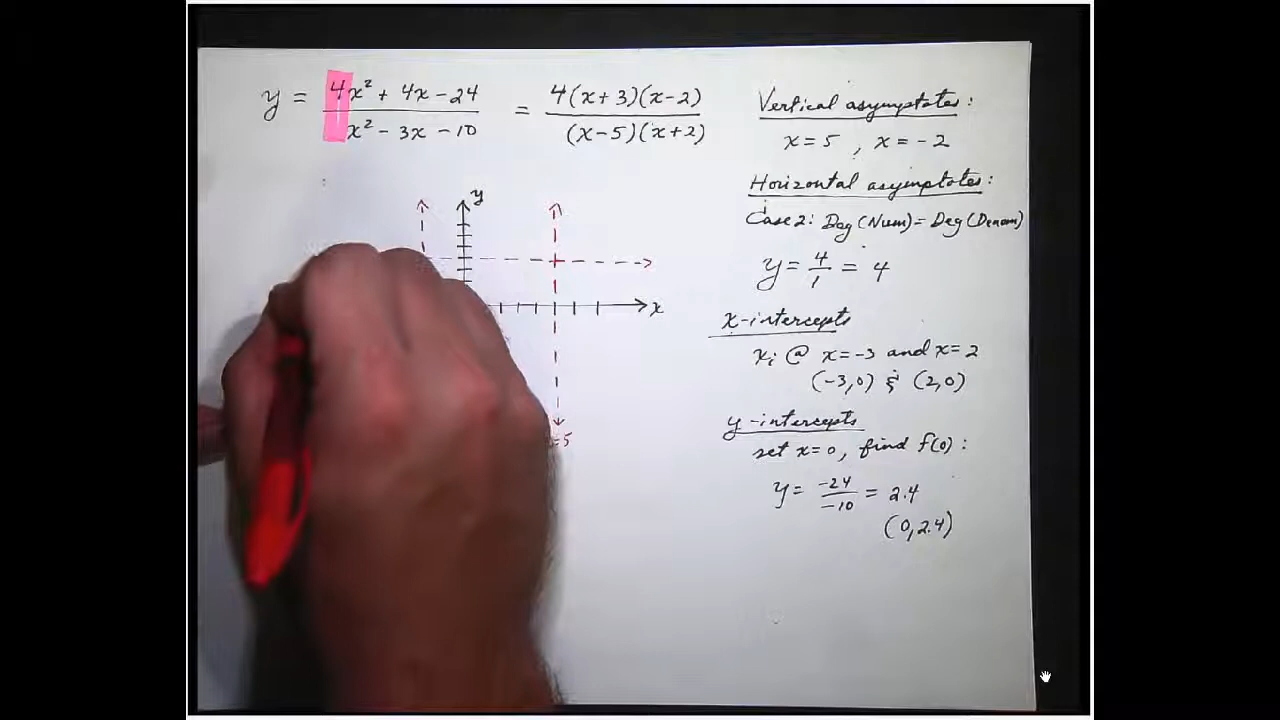 y = 4x² + 4x - 24 / x² - 3x - 10 = 4(x+3)(x-2) / (x-5)(x+2)
Vertical asymptotes:
x = 5 , x = -2
Horizontal asymptotes:
Case 2: Deg(Num) = Deg(Denom)
y = 4/1 = 4
x-intercepts
xi @ x = -3 and x = 2
(-3,0) & (2,0)
y-intercepts
set x=0, find f(0):
y = -24/-10 = 2.4
(0,2.4)
y
x
=5